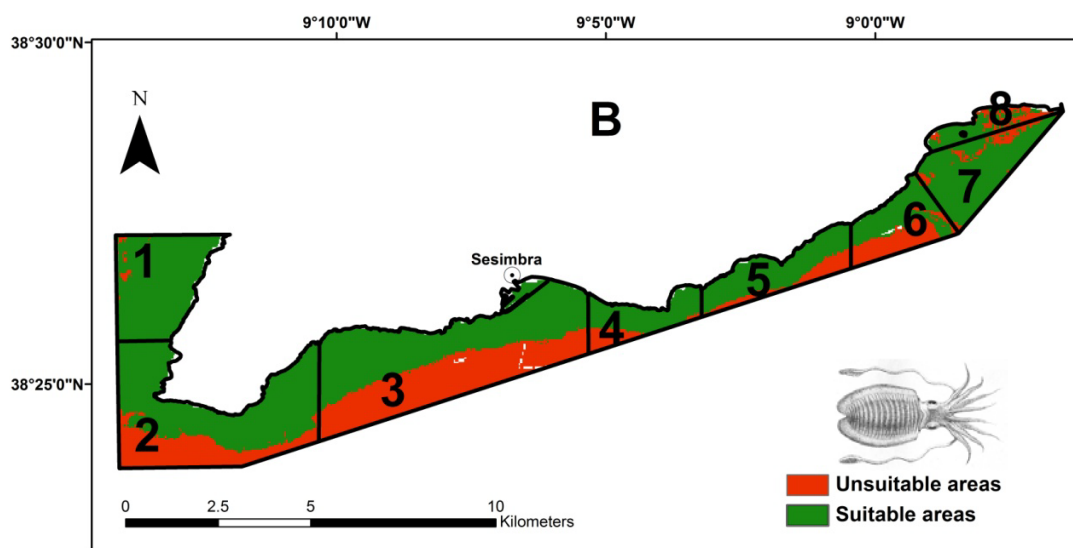 9°10'0"W 9°5'0"W 9°0'0"W
38°30'0"N
N
B
8
7
1
6
Sesimbra
5
4
38°25'0"N
3
2
Unsuitable areas
Suitable areas
0 2.5 5 10
Kilometers